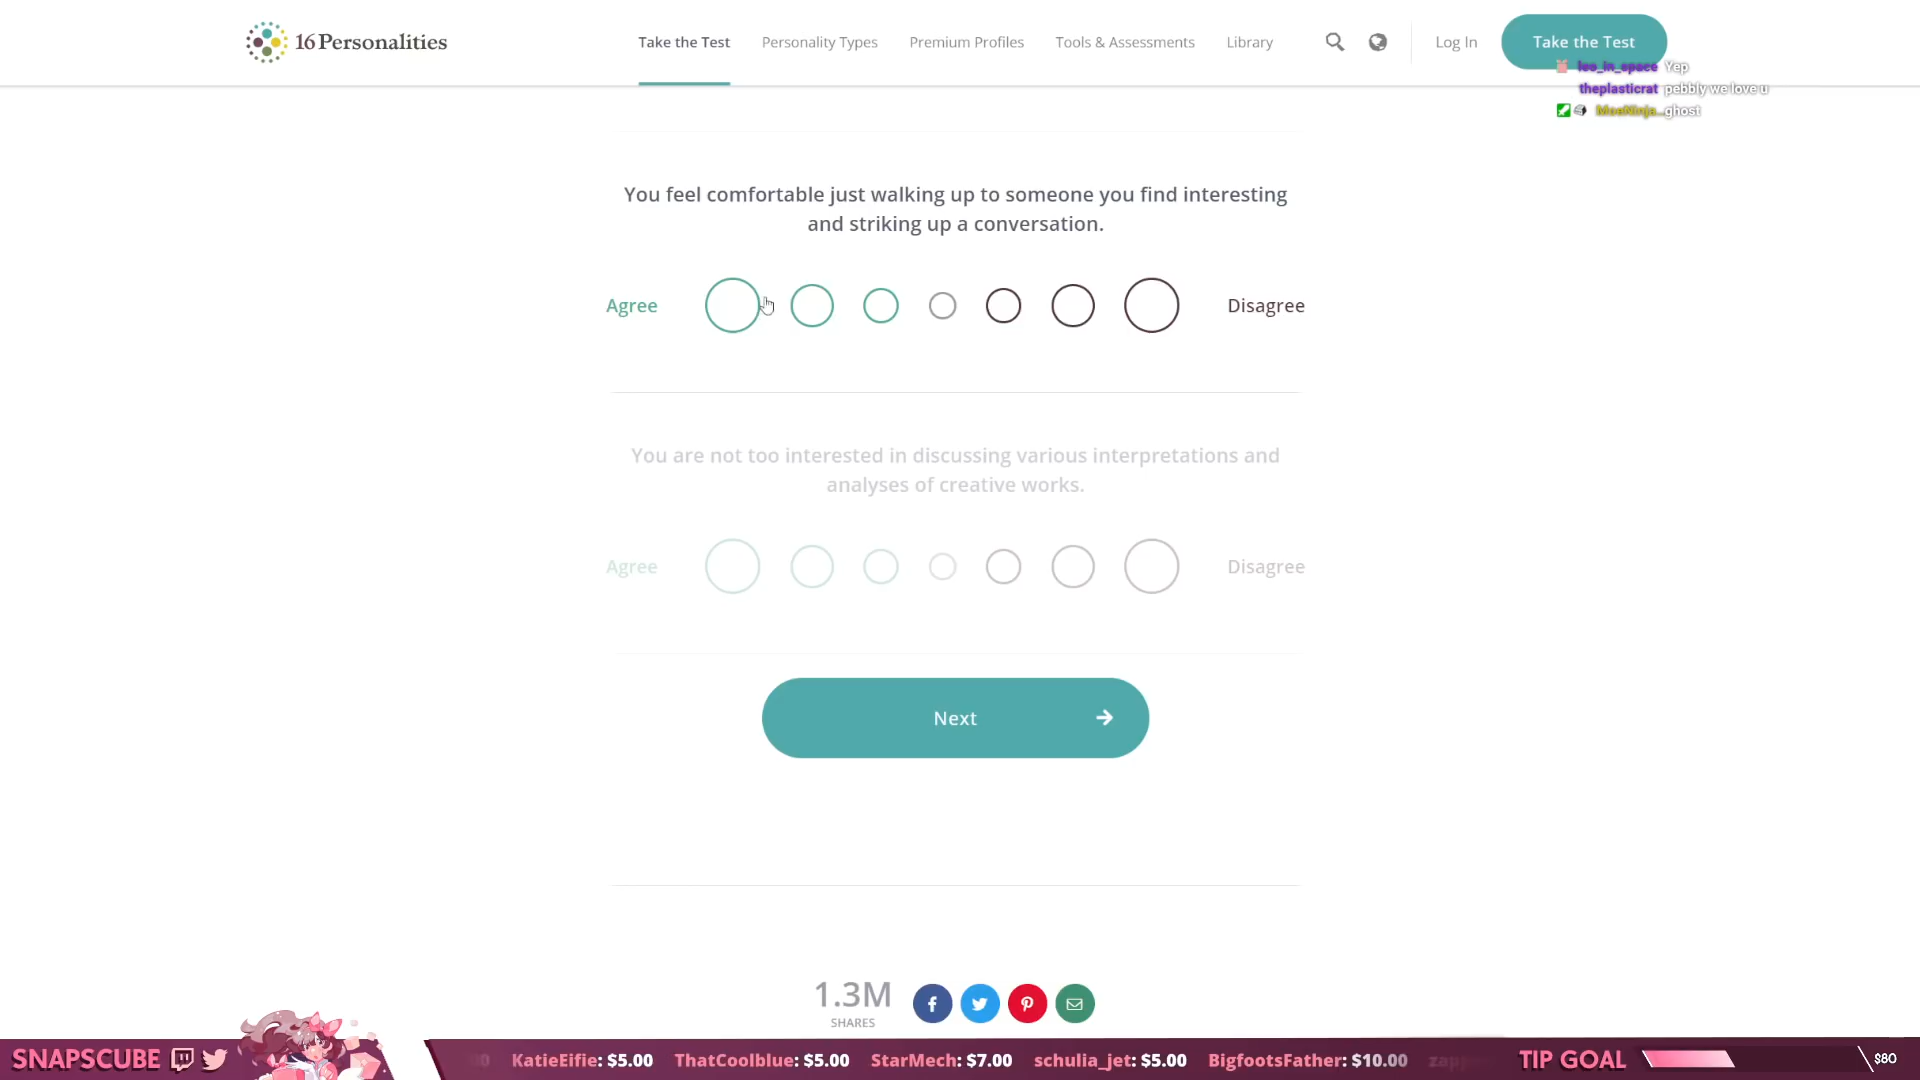 16Personalities
Take the Test
Personality Types
Premium Profiles
Tools & Assessments
Library
Log In
Take the Test
leo_in_space Yep
theplasticrat pebbly we love u
ghost
You feel comfortable just walking up to someone you find interesting
and striking up a conversation.
Agree
Disagree
You are not too interested in discussing various interpretations and
analyses of creative works.
Agree
Disagree
Next
1.3M
SHARES
SNAPSCUBE
KatieEifie: $5.00
ThatCoolblue: $5.00
StarMech: $7.00
schulia_jet: $5.00
BigfootsFather: $10.00
TIP GOAL
$80